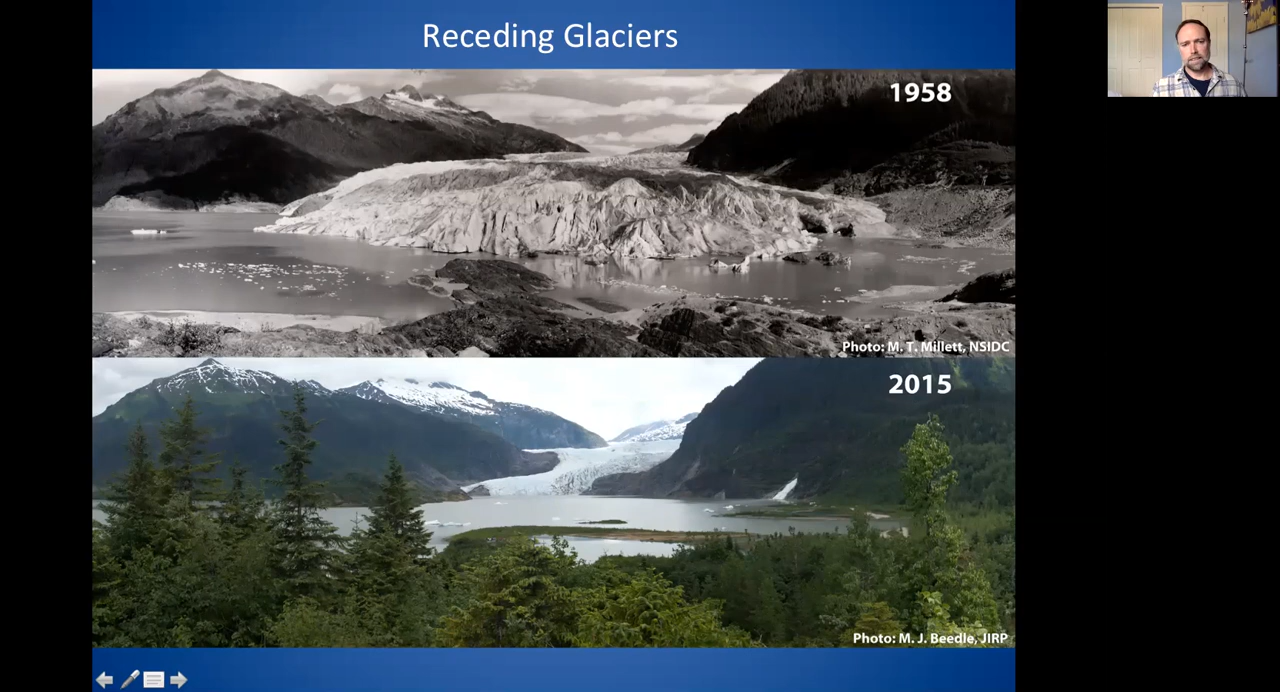 Receding Glaciers
1958
Photo: M. T. Millett, NSIDC
2015
Photo: M. J. Beedle, JIRP